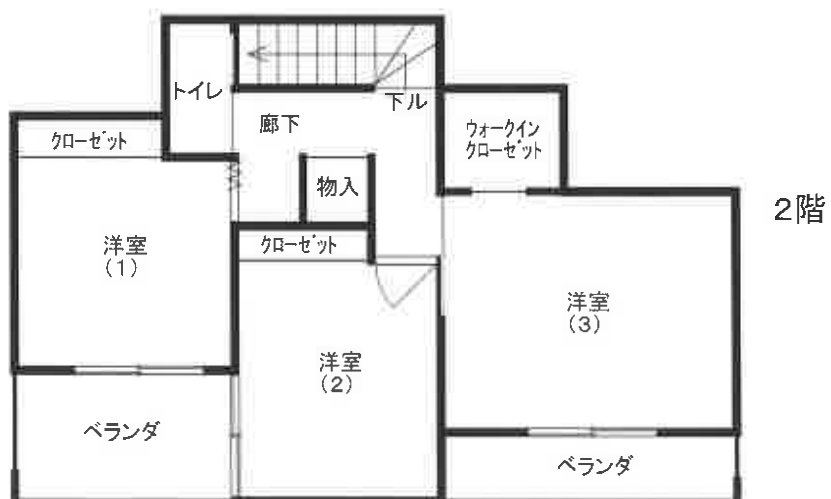 トイレ
下ル
廊下
クローゼット
ウォークイン
クローゼット
物入
2階
洋室
(1)
クローゼット
洋室
(3)
洋室
(2)
ベランダ
ベランダ